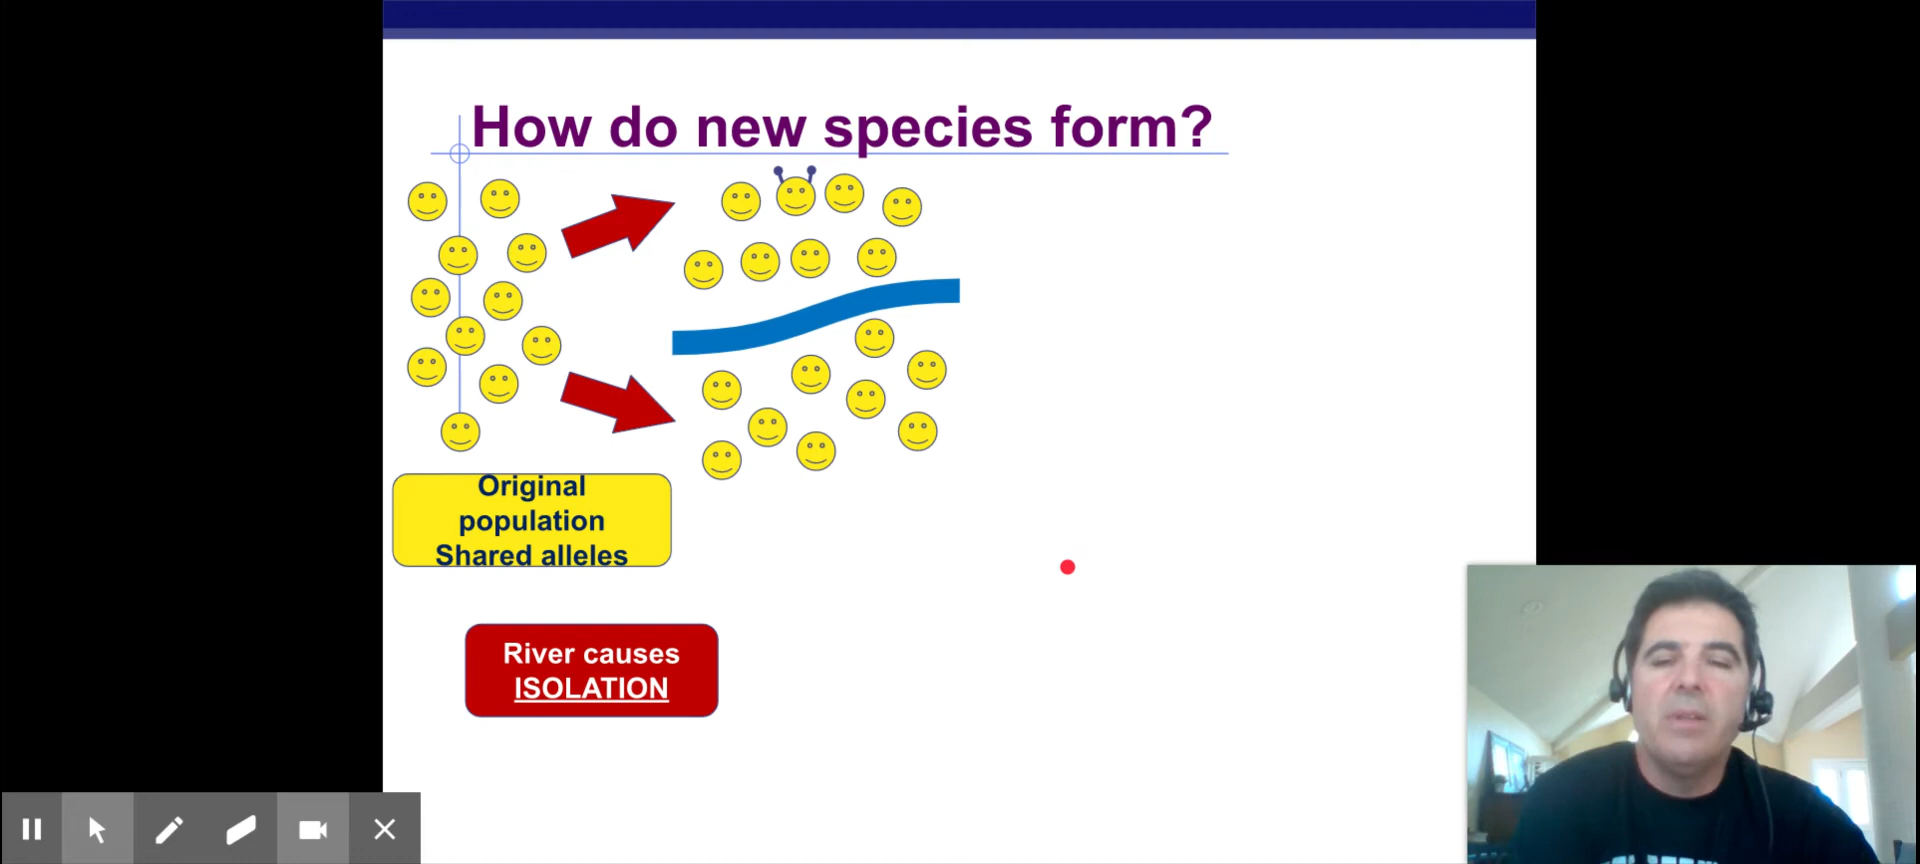 How do new species form?
Original
population
Shared alleles
River causes
ISOLATION